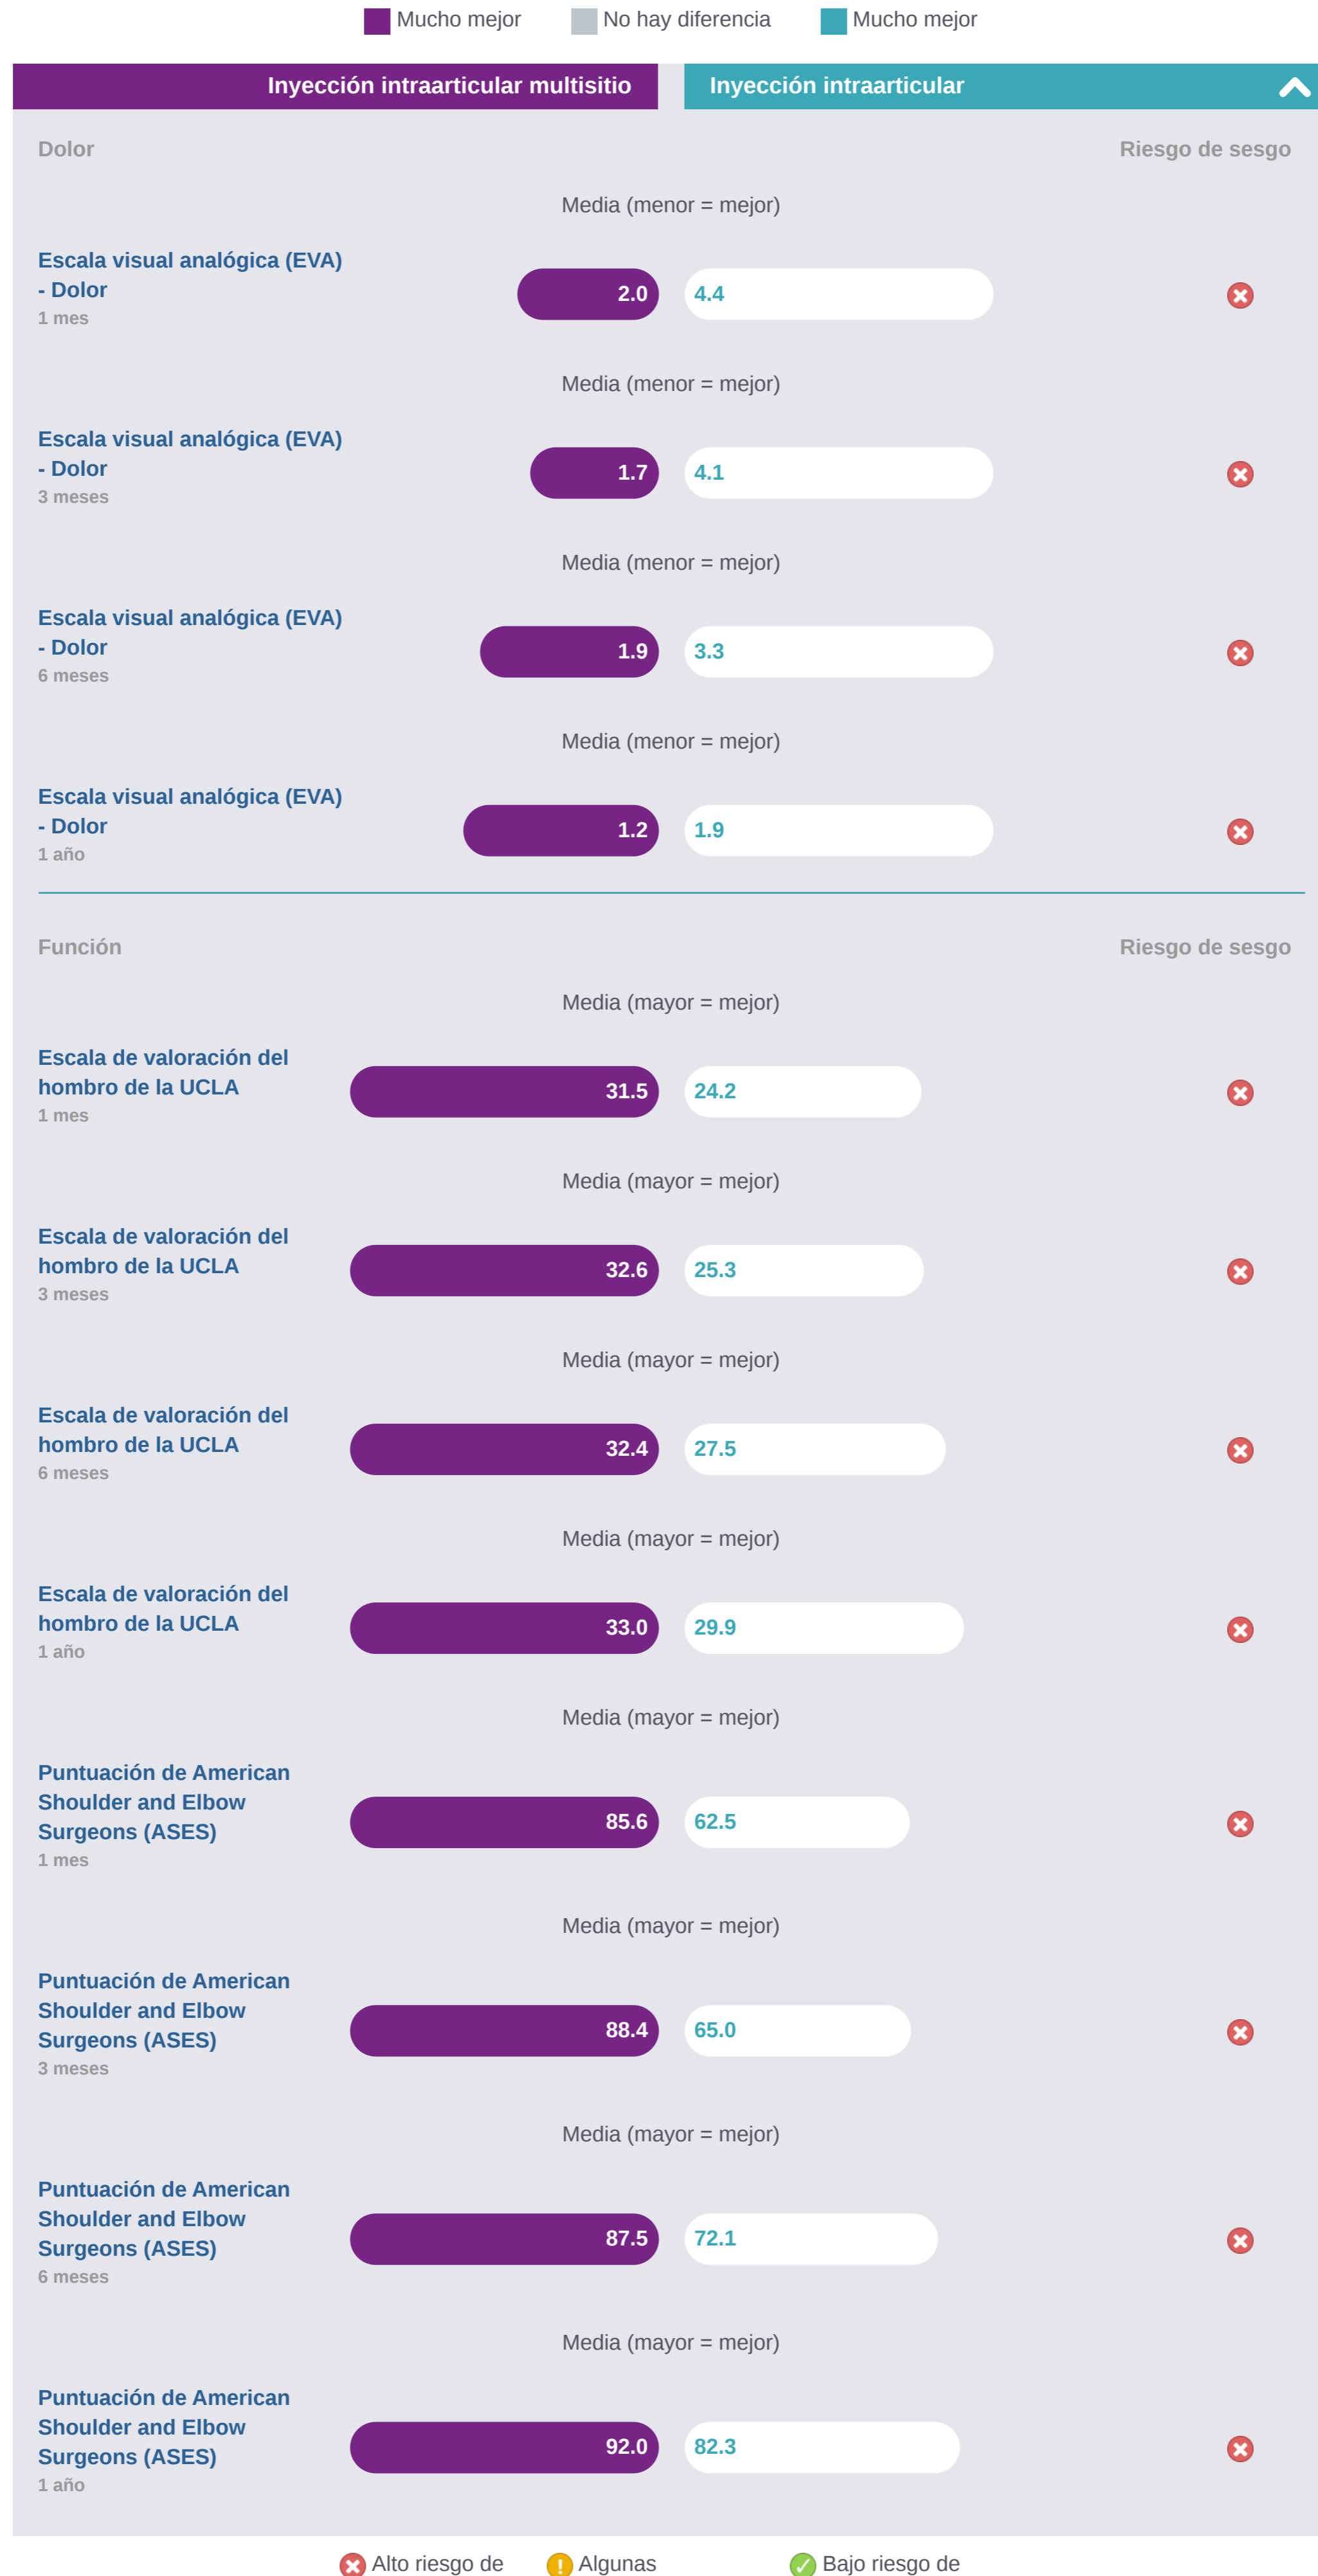 Mucho mejor No hay diferencia Mucho mejor
Inyección intraarticular multisitio Inyección intraarticular
Dolor Riesgo de sesgo
Media (menor = mejor)
Escala visual analógica (EVA)
- Dolor
1 mes
2.0 4.4
Media (menor = mejor)
Escala visual analógica (EVA)
- Dolor
3 meses
1.7 4.1
Media (menor = mejor)
Escala visual analógica (EVA)
- Dolor
6 meses
1.9 3.3
Media (menor = mejor)
Escala visual analógica (EVA)
- Dolor
1 año
1.2 1.9
Función Riesgo de sesgo
Media (mayor = mejor)
Escala de valoración del
hombro de la UCLA
1 mes
31.5 24.2
Media (mayor = mejor)
Escala de valoración del
hombro de la UCLA
3 meses
32.6 25.3
Media (mayor = mejor)
Escala de valoración del
hombro de la UCLA
6 meses
32.4 27.5
Media (mayor = mejor)
Escala de valoración del
hombro de la UCLA
1 año
33.0 29.9
Media (mayor = mejor)
Puntuación de American
Shoulder and Elbow
Surgeons (ASES)
1 mes
85.6 62.5
Media (mayor = mejor)
Puntuación de American
Shoulder and Elbow
Surgeons (ASES)
3 meses
88.4 65.0
Media (mayor = mejor)
Puntuación de American
Shoulder and Elbow
Surgeons (ASES)
6 meses
87.5 72.1
Media (mayor = mejor)
Puntuación de American
Shoulder and Elbow
Surgeons (ASES)
1 año
92.0 82.3
Alto riesgo de Algunas Bajo riesgo de